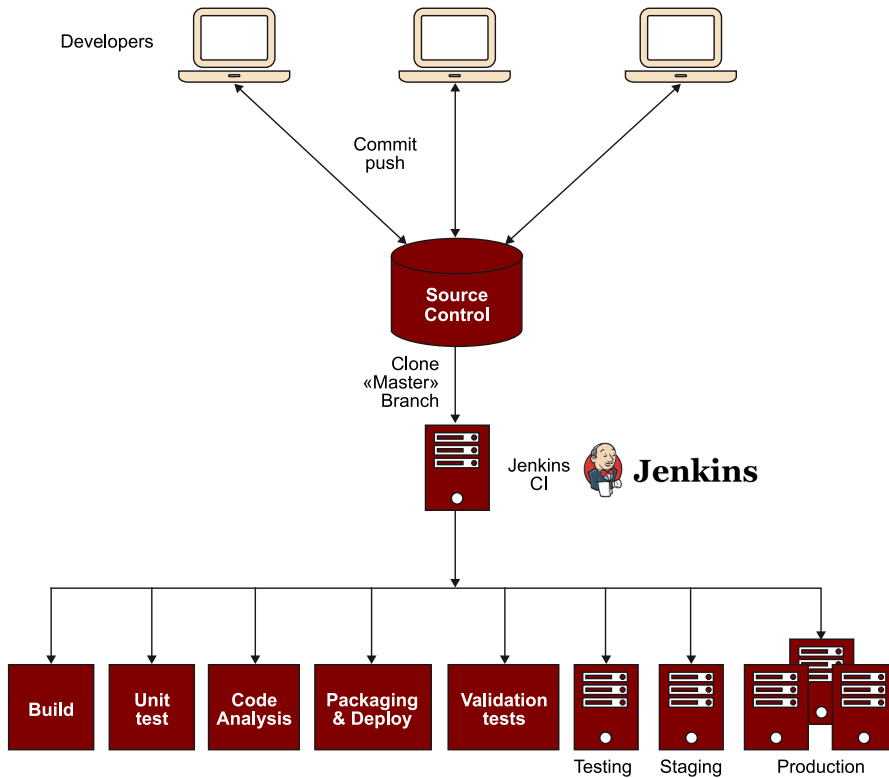 Developers
Commit
push
Source
Control
Clone
«Master»
Branch
Jenkins
CI
Jenkins
Build
Unit
test
Code
Analysis
Packaging
& Deploy
Validation
tests
Testing
Staging
Production